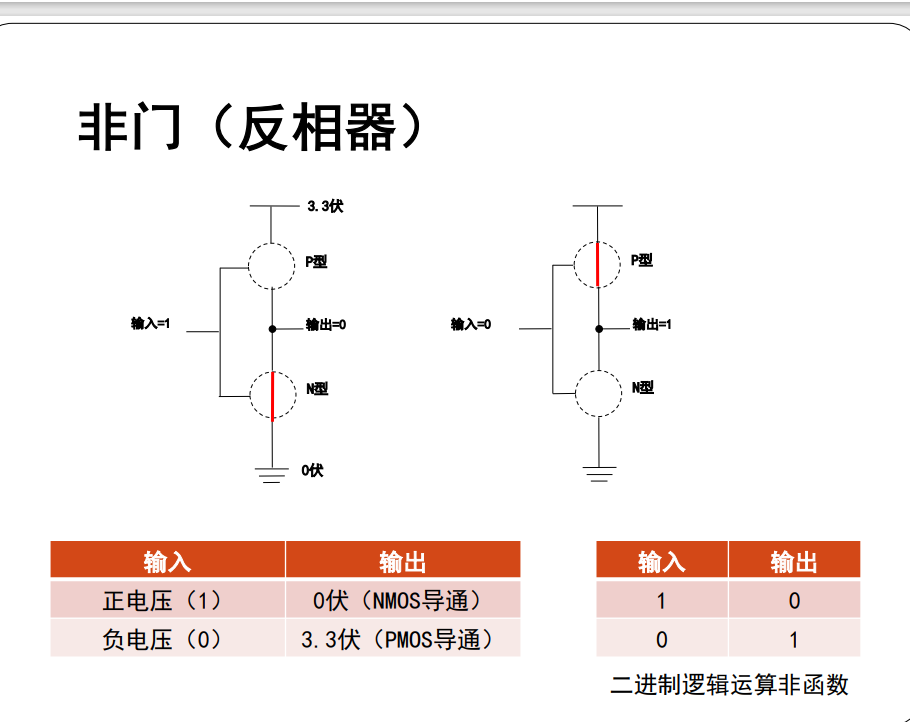 非门（反相器）
3.3伏
P型
输入=1
输出=0
N型
0伏
P型
输入=0
输出=1
N型
输入 输出
正电压（1） 0伏（NMOS导通）
负电压（0） 3.3伏（PMOS导通）
输入 输出
1 0
0 1
二进制逻辑运算非函数